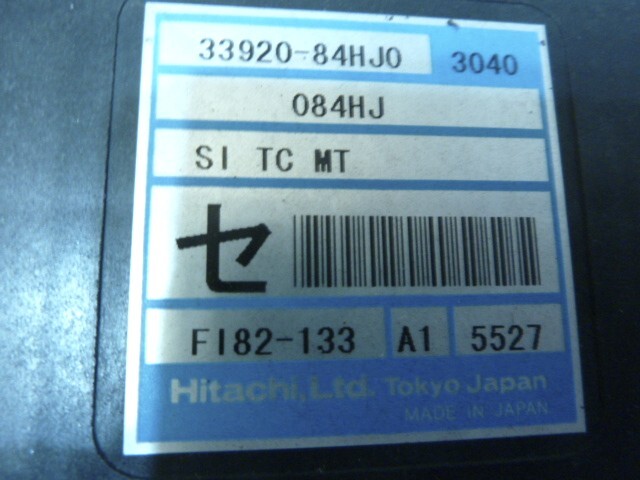 33920-84HJ0 3040
084HJ
SI TC MT
セ
FI82-133 A1 5527
Hitachi,Ltd. Tokyo Japan
MADE IN JAPAN